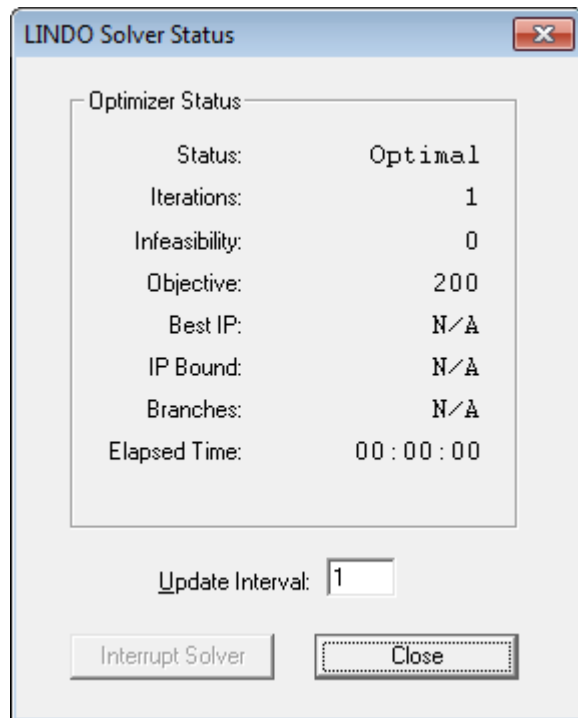 LINDO Solver Status
Optimizer Status
Status: Optimal
Iterations: 1
Infeasibility: 0
Objective: 200
Best IP: N/A
IP Bound: N/A
Branches: N/A
Elapsed Time: 00:00:00
Update Interval: 1
Interrupt Solver Close